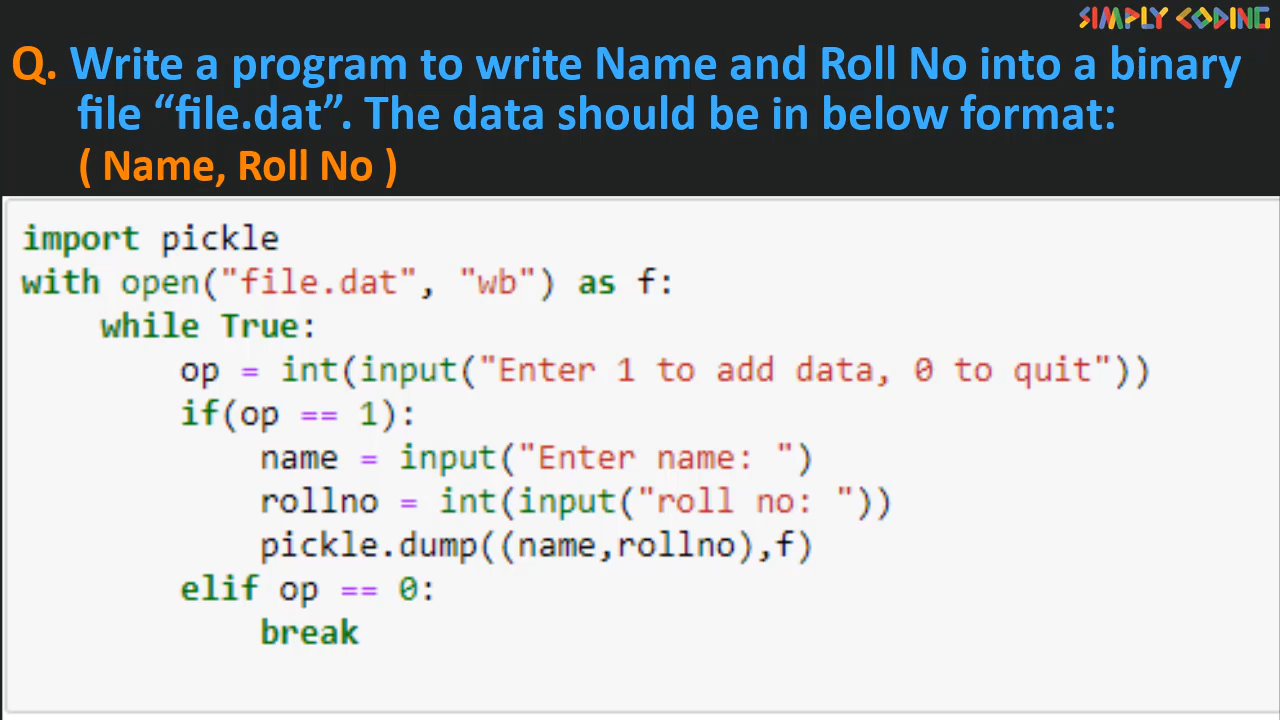 SIMPLY CODING
Q. Write a program to write Name and Roll No into a binary
file “file.dat”. The data should be in below format:
( Name, Roll No )
import pickle
with open("file.dat", "wb") as f:
    while True:
        op = int(input("Enter 1 to add data, 0 to quit"))
        if(op == 1):
            name = input("Enter name: ")
            rollno = int(input("roll no: "))
            pickle.dump((name,rollno),f)
        elif op == 0:
            break